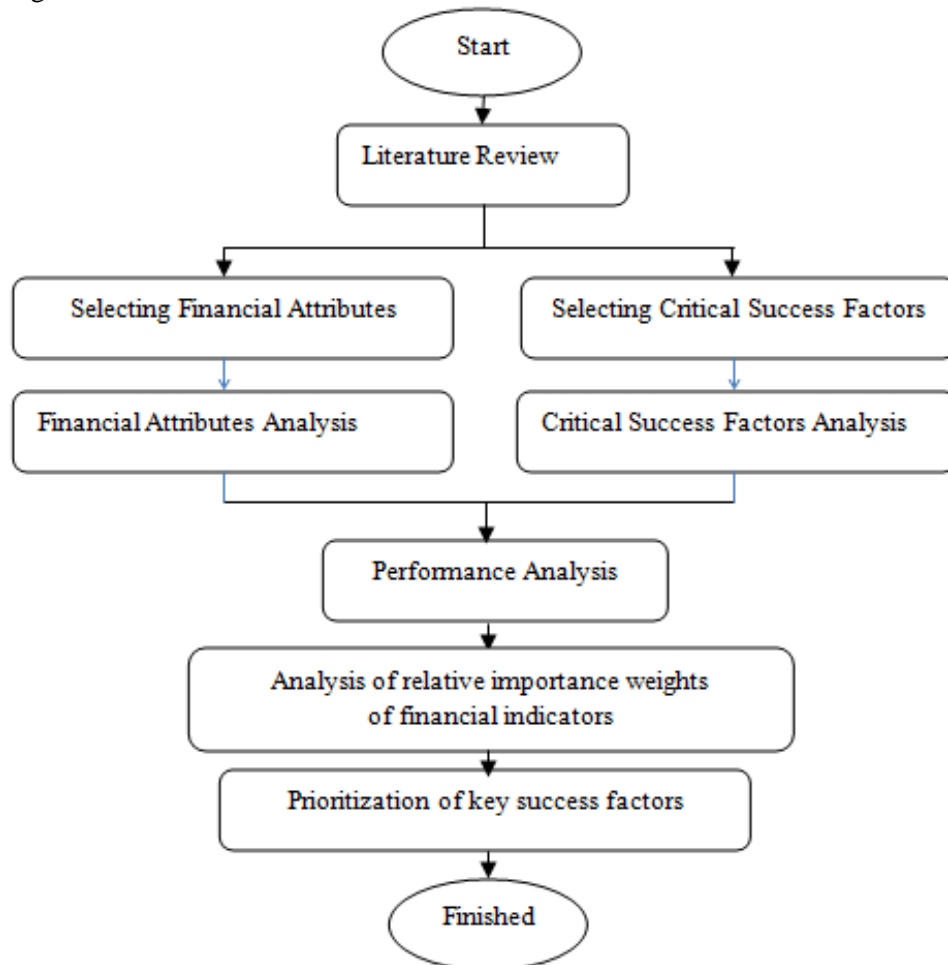 Start
Literature Review
Selecting Financial Attributes
Selecting Critical Success Factors
Financial Attributes Analysis
Critical Success Factors Analysis
Performance Analysis
Analysis of relative importance weights
of financial indicators
Prioritization of key success factors
Finished